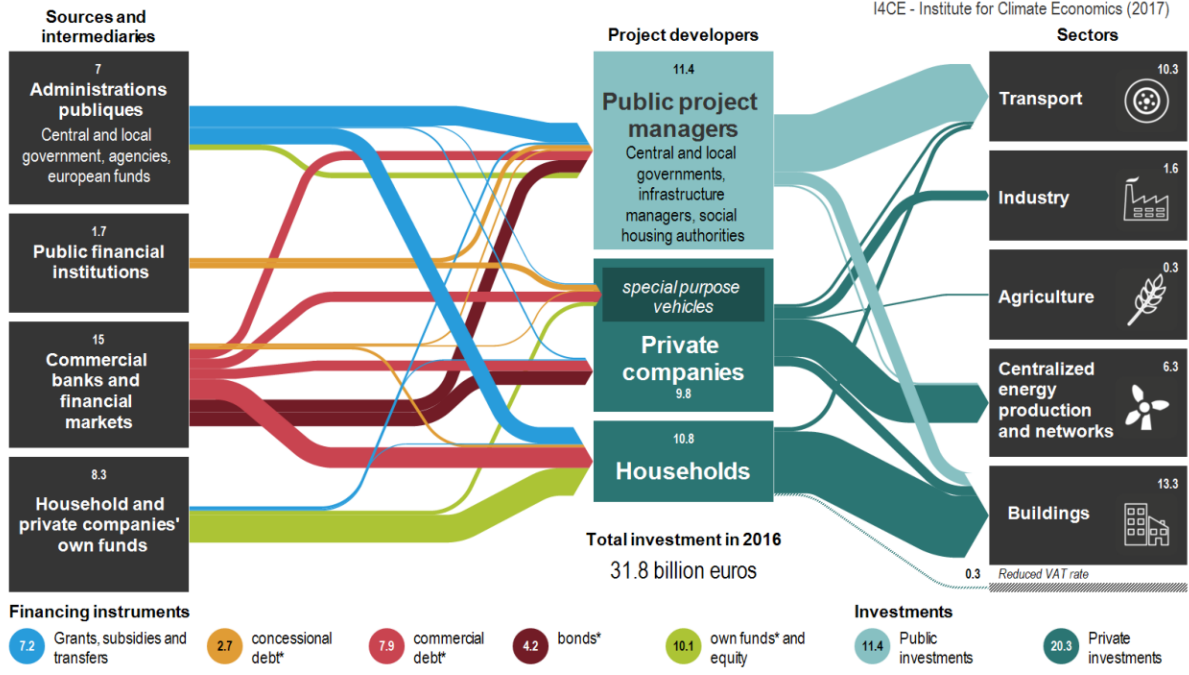 I4CE - Institute for Climate Economics (2017)
Sources and
intermediaries
Project developers
Sectors
7
Administrations
publiques
Central and local
government, agencies,
european funds
1.7
Public financial
institutions
15
Commercial
banks and
financial
markets
8.3
Household and
private companies'
own funds
11.4
Public project
managers
Central and local
governments,
infrastructure
managers, social
housing authorities
special purpose
vehicles
Private
companies
9.8
10.8
Households
Total investment in 2016
31.8 billion euros
10.3
Transport
1.6
Industry
0.3
Agriculture
6.3
Centralized
energy
production
and networks
13.3
Buildings
0.3 Reduced VAT rate
Financing instruments
7.2 Grants, subsidies and
transfers
2.7 concessional
debt*
7.9 commercial
debt*
4.2 bonds*
10.1 own funds* and
equity
Investments
11.4 Public
investments
20.3 Private
investments